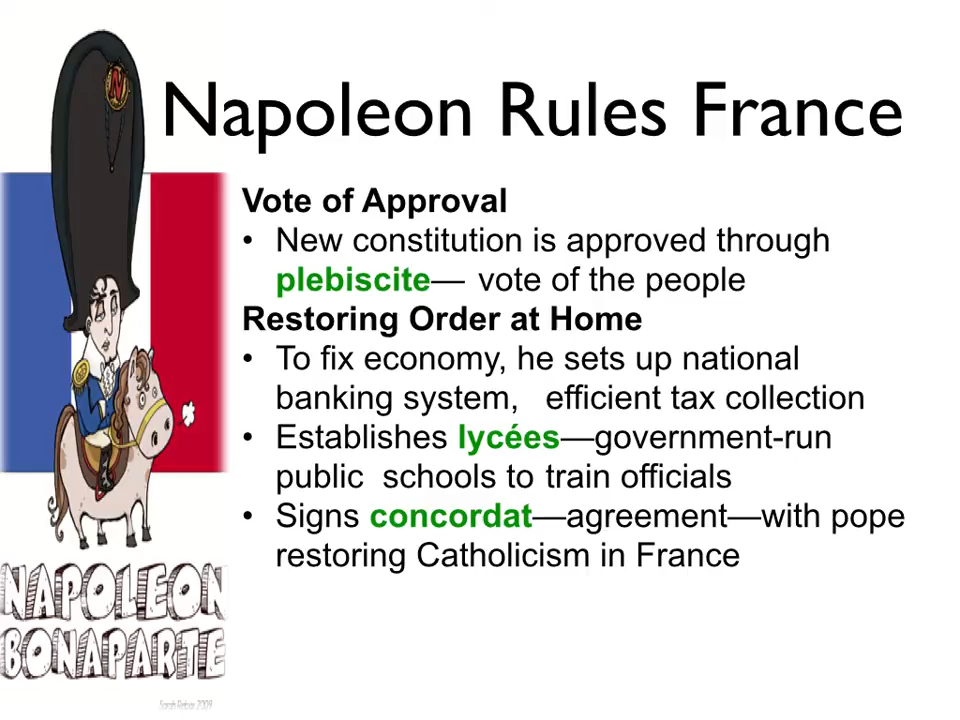 Napoleon Rules France
Vote of Approval
• New constitution is approved through
plebiscite— vote of the people
Restoring Order at Home
• To fix economy, he sets up national
banking system, efficient tax collection
• Establishes lycées—government-run
public schools to train officials
• Signs concordat—agreement—with pope
restoring Catholicism in France
N
NAPOLEON
BONAPARTE